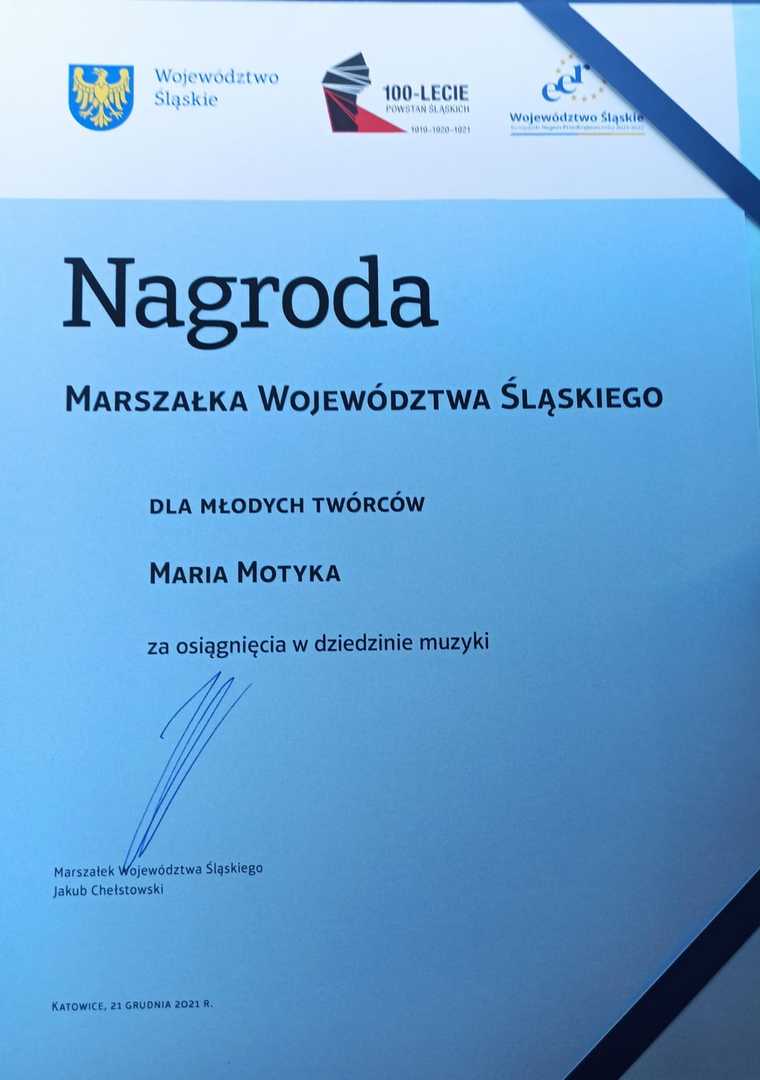 Województwo
Śląskie
100-LECIE
POWSTAŃ ŚLĄSKICH
1919–1920–1921
eer
Województwo Śląskie
Nagroda
MARSZAŁKA WOJEWÓDZTWA ŚLĄSKIEGO
DLA MŁODYCH TWÓRCÓW
MARIA MOTYKA
za osiągnięcia w dziedzinie muzyki
Marszałek Województwa Śląskiego
Jakub Chełstowski
KATOWICE, 21 GRUDNIA 2021 R.